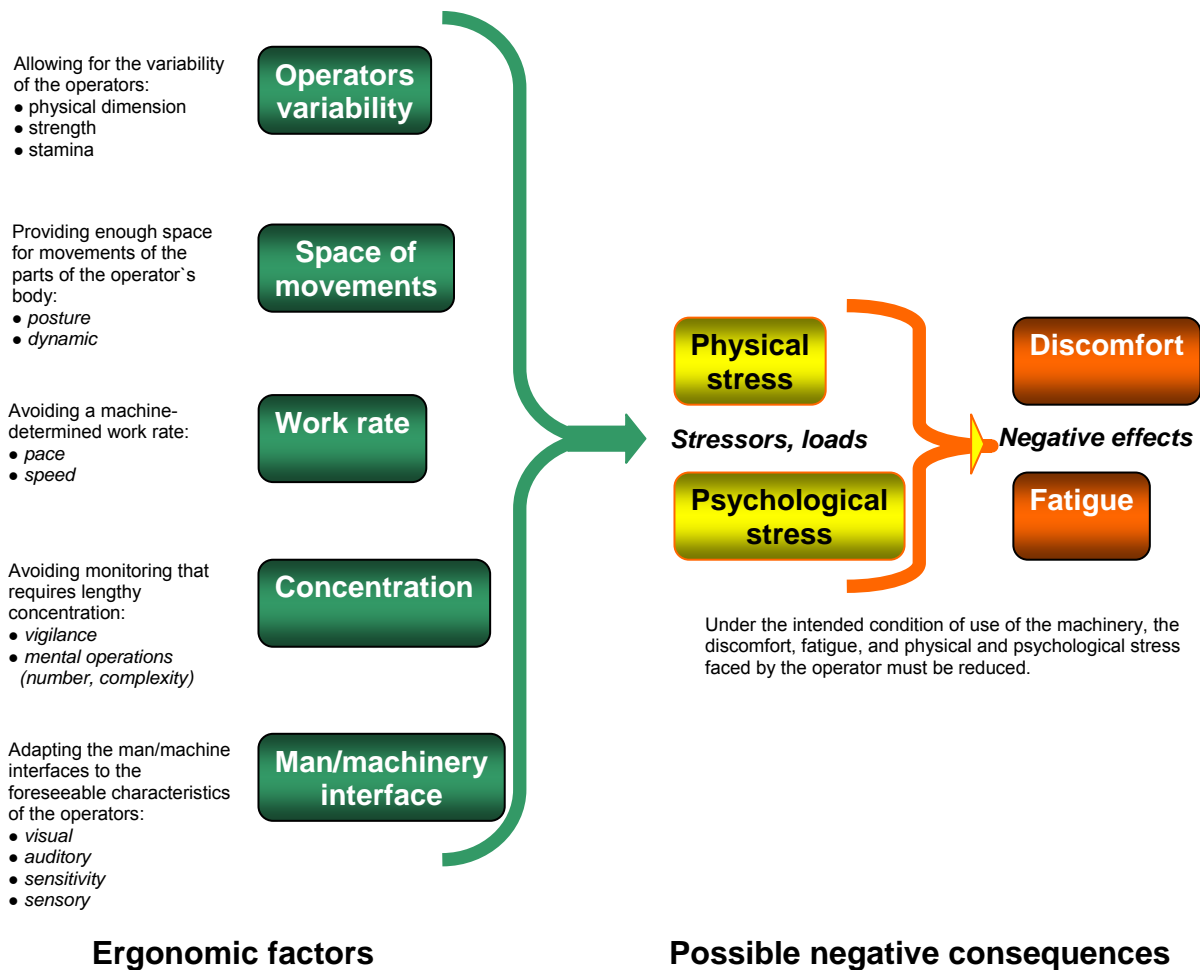 Allowing for the variability
of the operators:
● physical dimension
● strength
● stamina
Operators
variability
Providing enough space
for movements of the
parts of the operator`s
body:
● posture
● dynamic
Space of
movements
Avoiding a machine-
determined work rate:
● pace
● speed
Work rate
Avoiding monitoring that
requires lengthy
concentration:
● vigilance
● mental operations
(number, complexity)
Concentration
Adapting the man/machine
interfaces to the
foreseeable characteristics
of the operators:
● visual
● auditory
● sensitivity
● sensory
Man/machinery
interface
Ergonomic factors
Physical
stress
Stressors, loads
Psychological
stress
Discomfort
Negative effects
Fatigue
Under the intended condition of use of the machinery, the
discomfort, fatigue, and physical and psychological stress
faced by the operator must be reduced.
Possible negative consequences